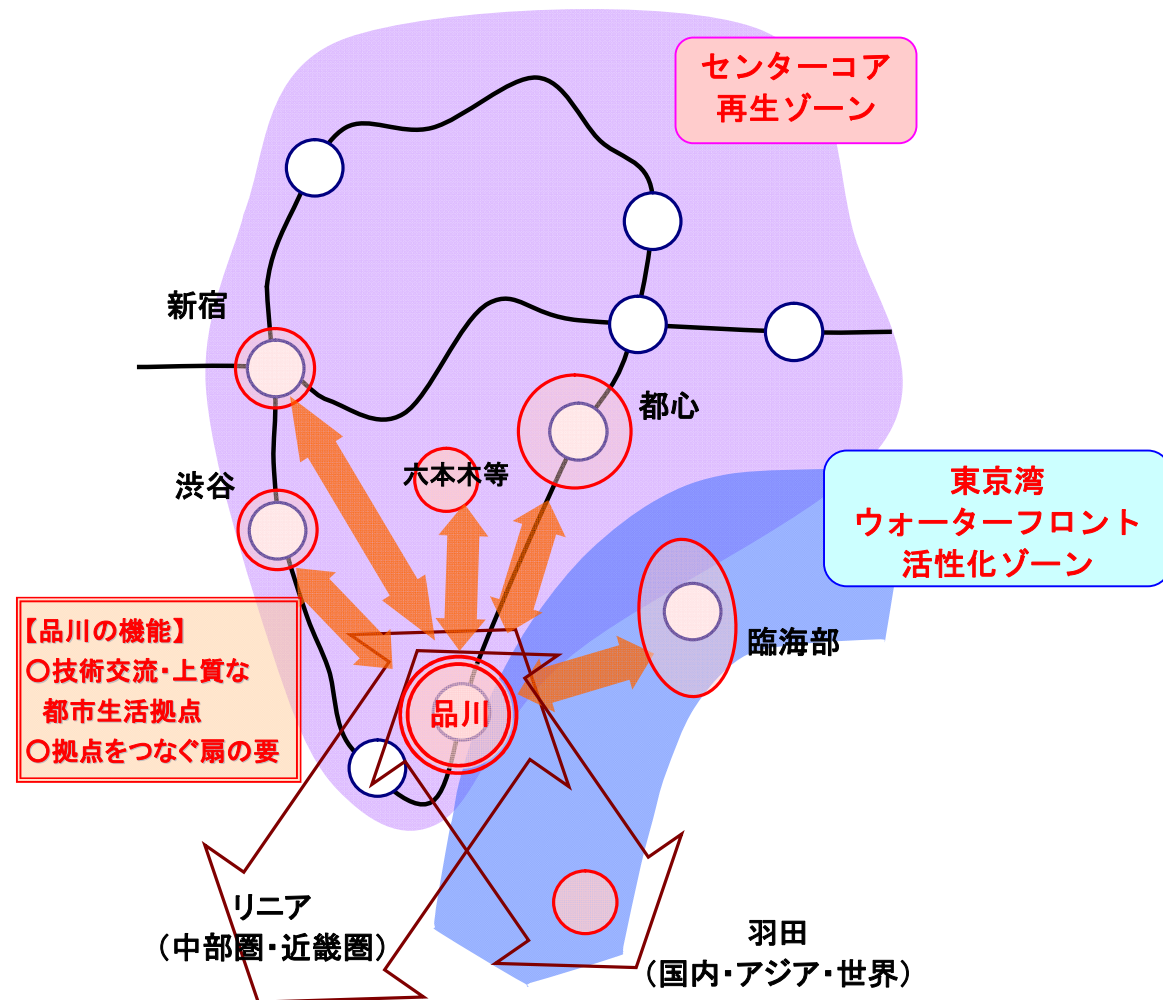 センターコア
再生ゾーン
新宿
都心
渋谷
六本木等
東京湾
ウォーターフロント
活性化ゾーン
【品川の機能】
○技術交流・上質な
都市生活拠点
○拠点をつなぐ扇の要
臨海部
品川
リニア
（中部圏・近畿圏）
羽田
（国内・アジア・世界）